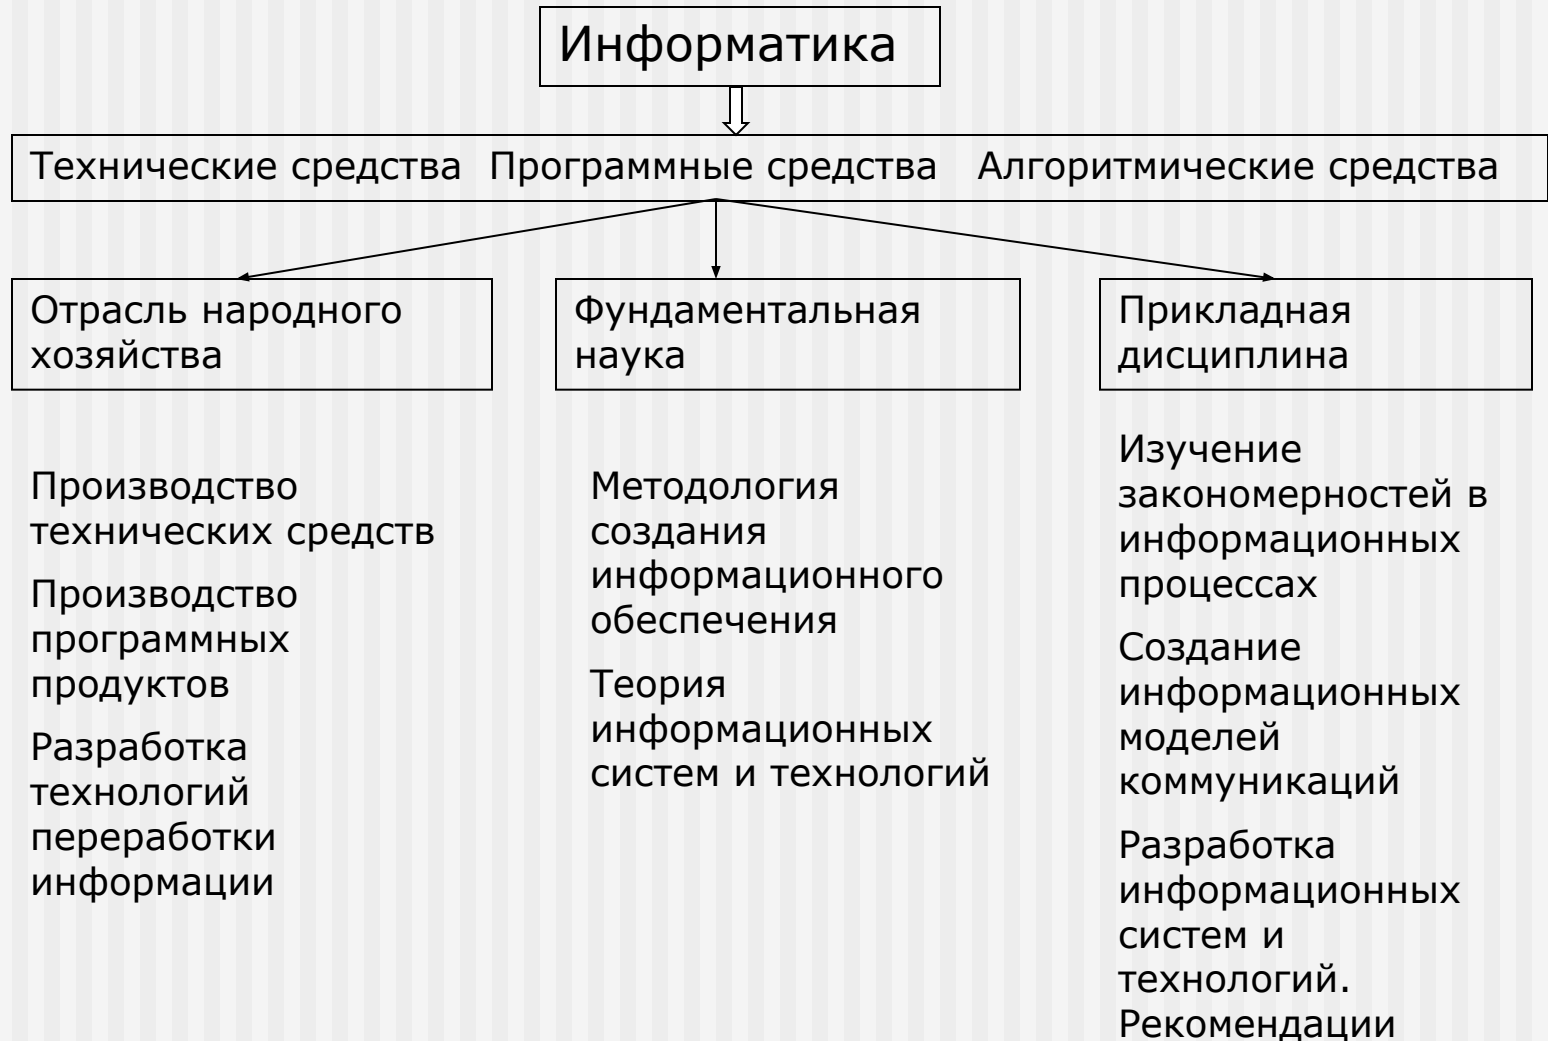 Информатика
Технические средства Программные средства Алгоритмические средства
Отрасль народного
хозяйства
Фундаментальная
наука
Прикладная
дисциплина
Производство
технических средств
Производство
программных
продуктов
Разработка
технологий
переработки
информации
Методология
создания
информационного
обеспечения
Теория
информационных
систем и технологий
Изучение
закономерностей в
информационных
процессах
Создание
информационных
моделей
коммуникаций
Разработка
информационных
систем и
технологий.
Рекомендации